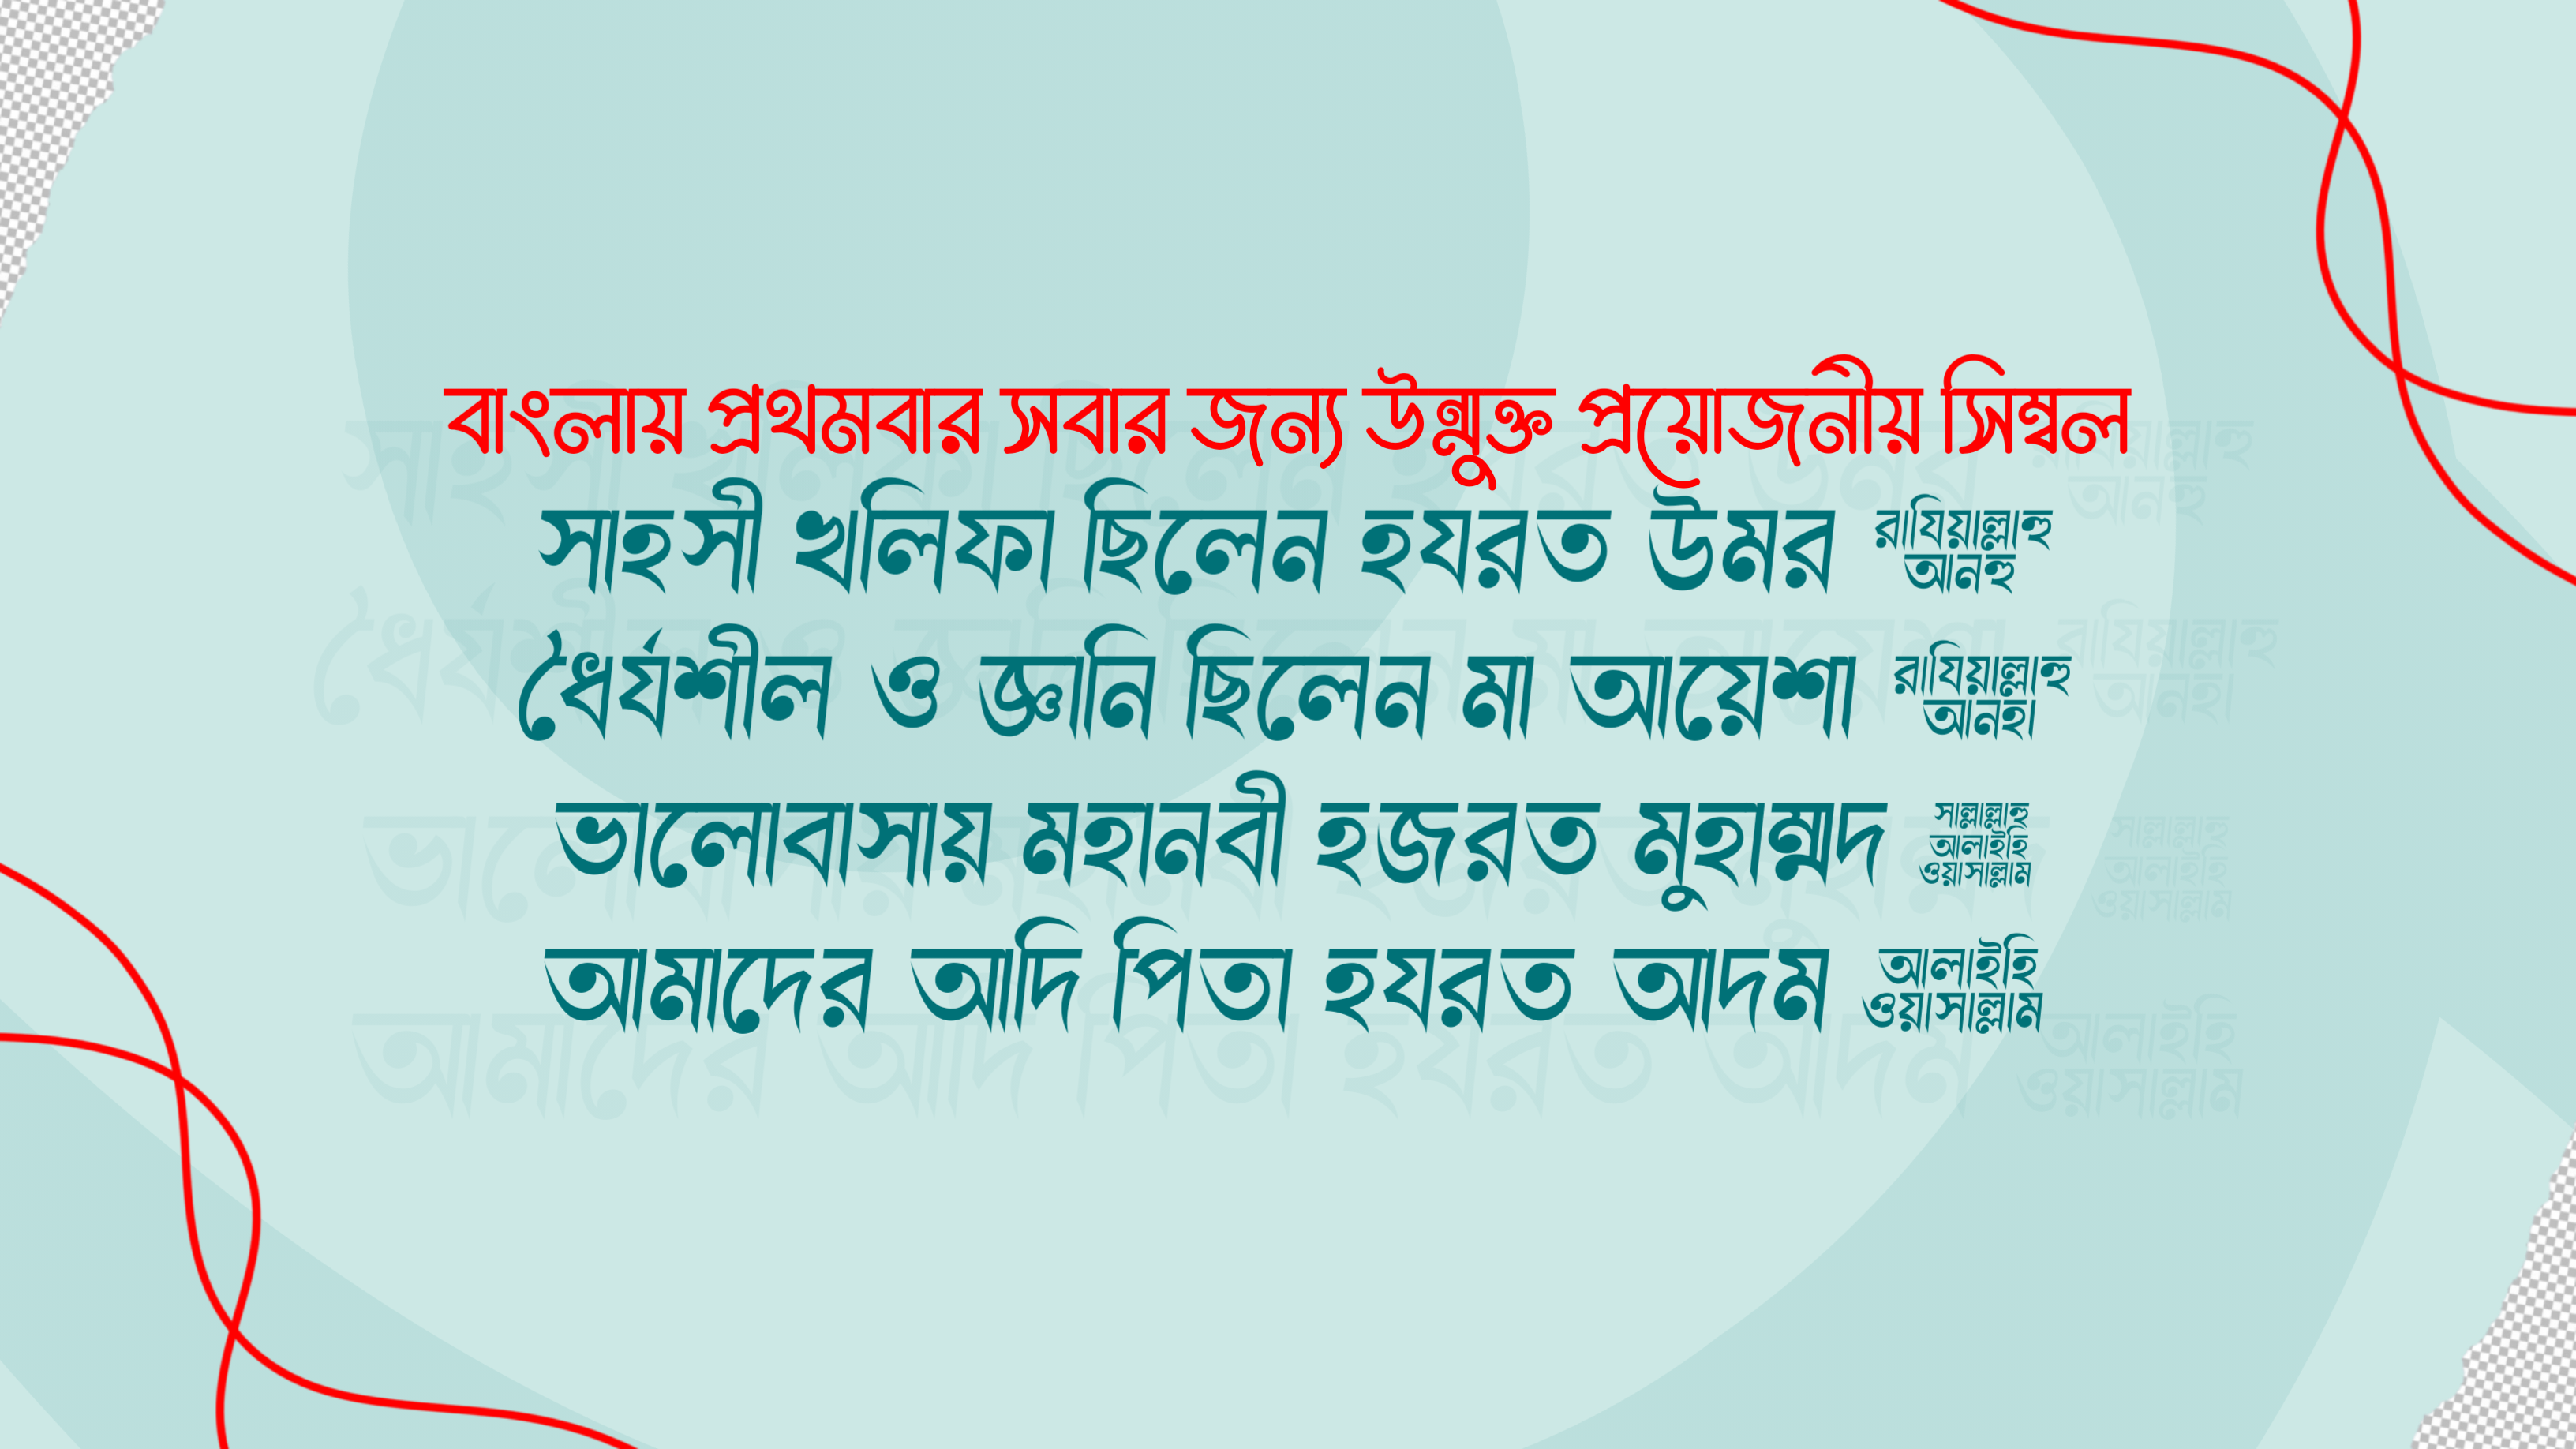 বাংলায় প্রথমবার সবার জন্য উন্মুক্ত প্রয়োজনীয় সিম্বল
সাহসী খলিফা ছিলেন হযরত উমর রাযিয়াল্লাহু আনহু
ধৈর্যশীল ও জ্ঞানি ছিলেন মা আয়েশা রাযিয়াল্লাহু আনহা
ভালোবাসায় মহানবী হজরত মুহাম্মদ সাল্লাল্লাহু আলাইহি ওয়াসাল্লাম
আমাদের আদি পিতা হযরত আদম আলাইহি ওয়াসাল্লাম